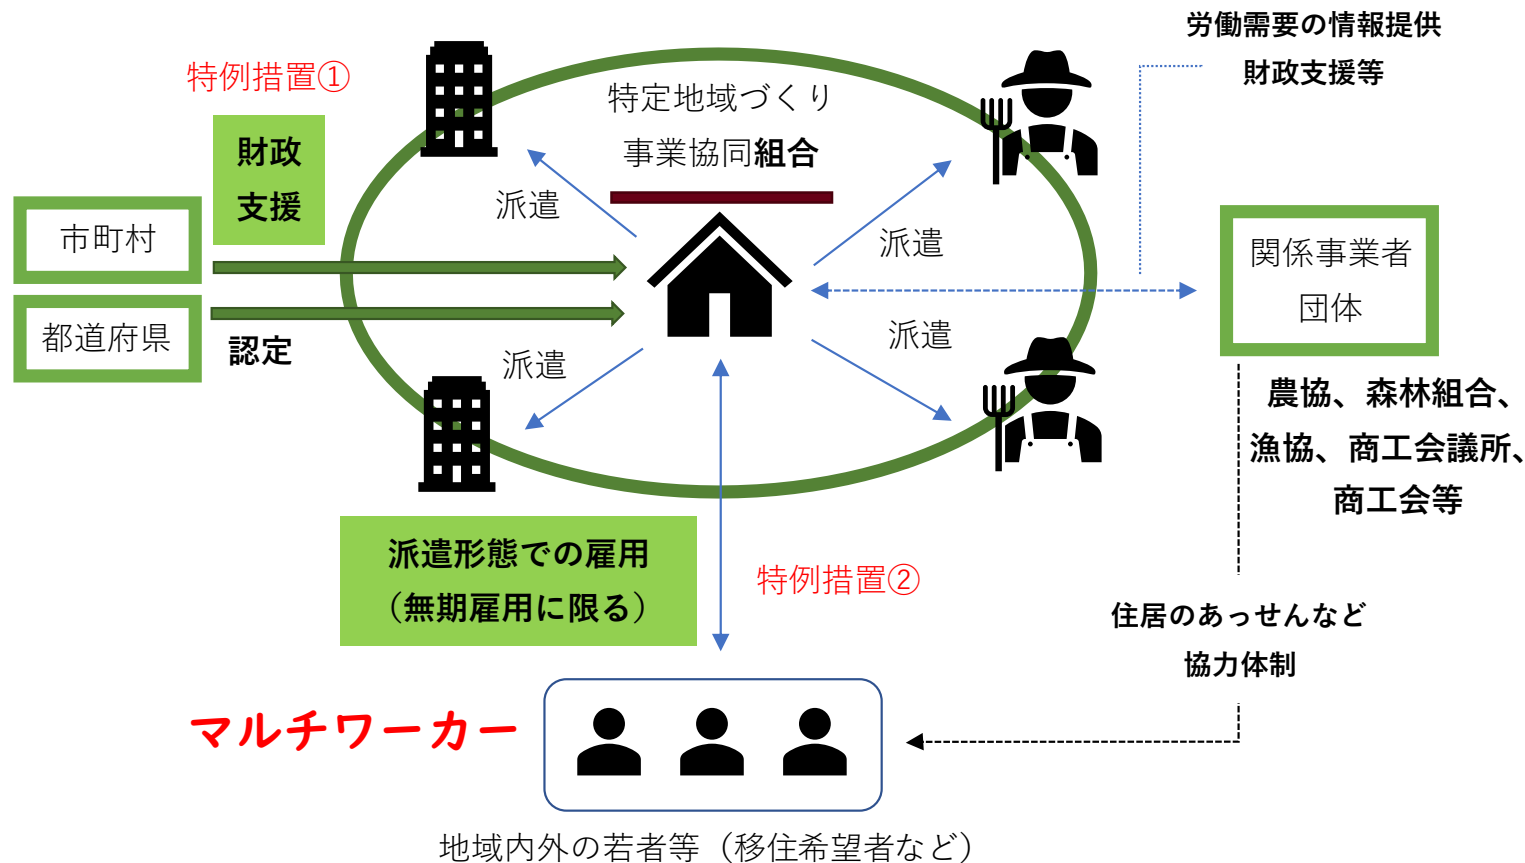 労働需要の情報提供
財政支援等
特例措置①
特定地域づくり
事業協同組合
財政
支援
派遣
派遣
市町村
関係事業者
団体
都道府県
認定
派遣
派遣
農協、森林組合、
漁協、商工会議所、
商工会等
派遣形態での雇用
（無期雇用に限る）
特例措置②
住居のあっせんなど
協力体制
マルチワーカー
地域内外の若者等（移住希望者など）